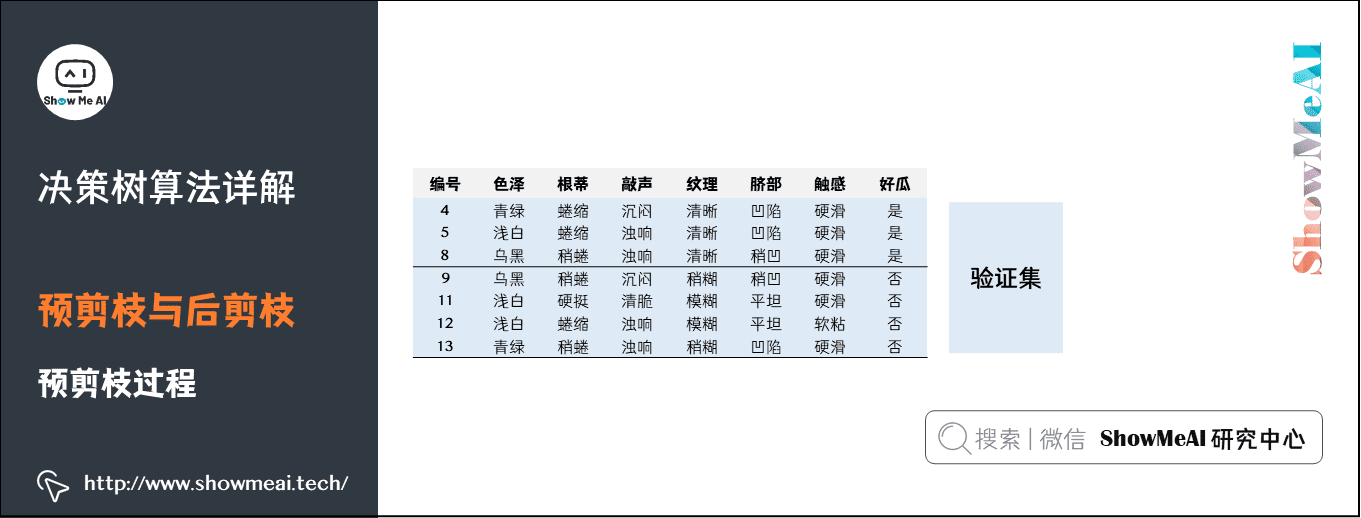 Show Me AI
决策树算法详解
预剪枝与后剪枝
预剪枝过程
http://www.showmeai.tech/
编号 色泽 根蒂 敲声 纹理 脐部 触感 好瓜
4 青绿 蜷缩 沉闷 清晰 凹陷 硬滑 是
5 浅白 蜷缩 浊响 清晰 凹陷 硬滑 是
8 乌黑 稍蜷 浊响 清晰 稍凹 硬滑 是
9 乌黑 稍蜷 沉闷 稍糊 稍凹 硬滑 否
11 浅白 硬挺 清脆 模糊 平坦 硬滑 否
12 浅白 蜷缩 浊响 模糊 平坦 软粘 否
13 青绿 稍蜷 浊响 稍糊 凹陷 硬滑 否
验证集
ShowMeAI
搜索 | 微信 ShowMeAI 研究中心